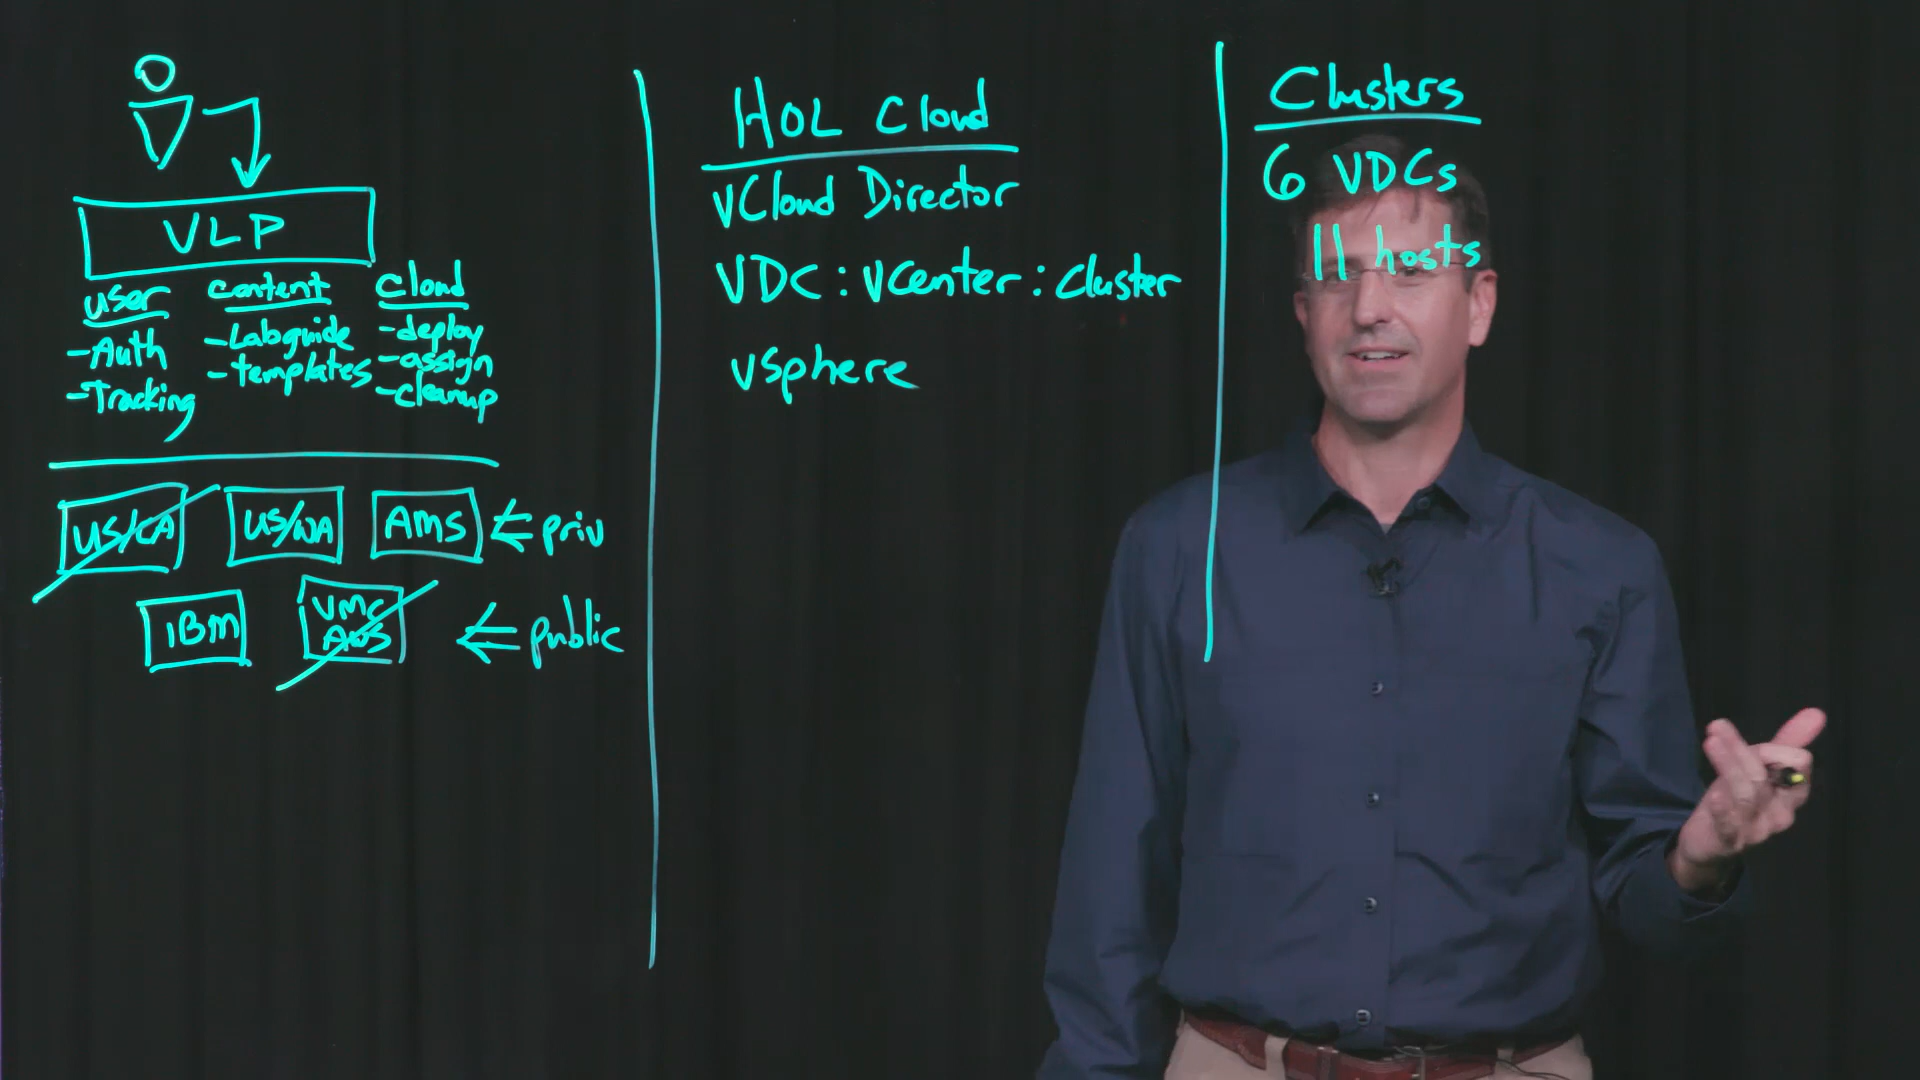 VLP
user
-Auth
-Tracking
content
-Labguide
-templates
cloud
-deploy
-assign
-cleanup
US/CA
US/WA
AMS
←priv
IBM
VMC
AWS
←public
HOL Cloud
vCloud Director
VDC:vCenter:cluster
vsphere
Clusters
6 VDCs
11 hosts